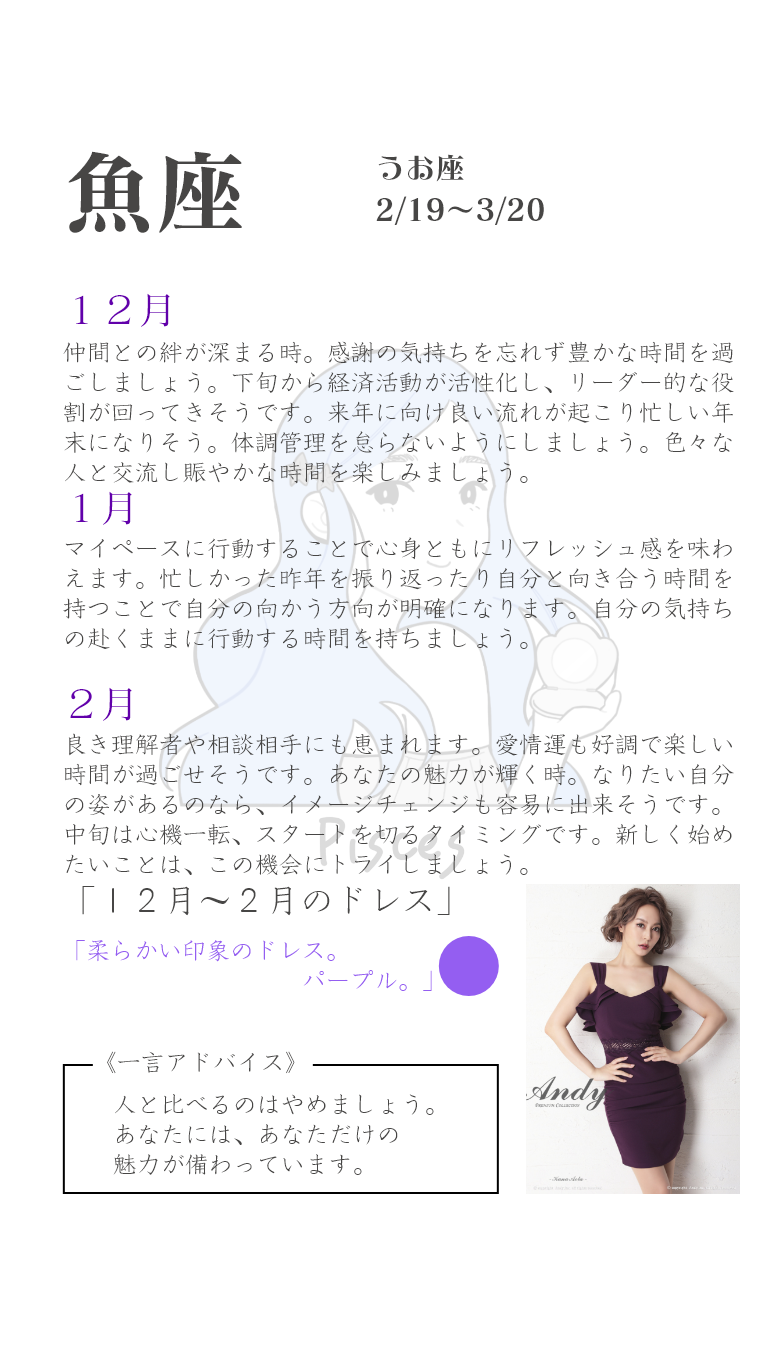 魚座
うお座
2/19〜3/20
12月
仲間との絆が深まる時。感謝の気持ちを忘れず豊かな時間を過
ごしましょう。下旬から経済活動が活性化し、リーダー的な役
割が回ってきそうです。来年に向け良い流れが起こり忙しい年
末になりそう。体調管理を怠らないようにしましょう。色々な
人と交流し賑やかな時間を楽しみましょう。
1月
マイペースに行動することで心身ともにリフレッシュ感を味わ
えます。忙しかった昨年を振り返ったり自分と向き合う時間を
持つことで自分の向かう方向が明確になります。自分の気持ち
の赴くままに行動する時間を持ちましょう。
2月
良き理解者や相談相手にも恵まれます。愛情運も好調で楽しい
時間が過ごせそうです。あなたの魅力が輝く時。なりたい自分
の姿があるのなら、イメージチェンジも容易に出来そうです。
中旬は心機一転、スタートを切るタイミングです。新しく始め
たいことは、この機会にトライしましょう。
Pisces
「12月〜2月のドレス」
「柔らかい印象のドレス。
パープル。」
《一言アドバイス》
人と比べるのはやめましょう。
あなたには、あなただけの
魅力が備わっています。
Andy